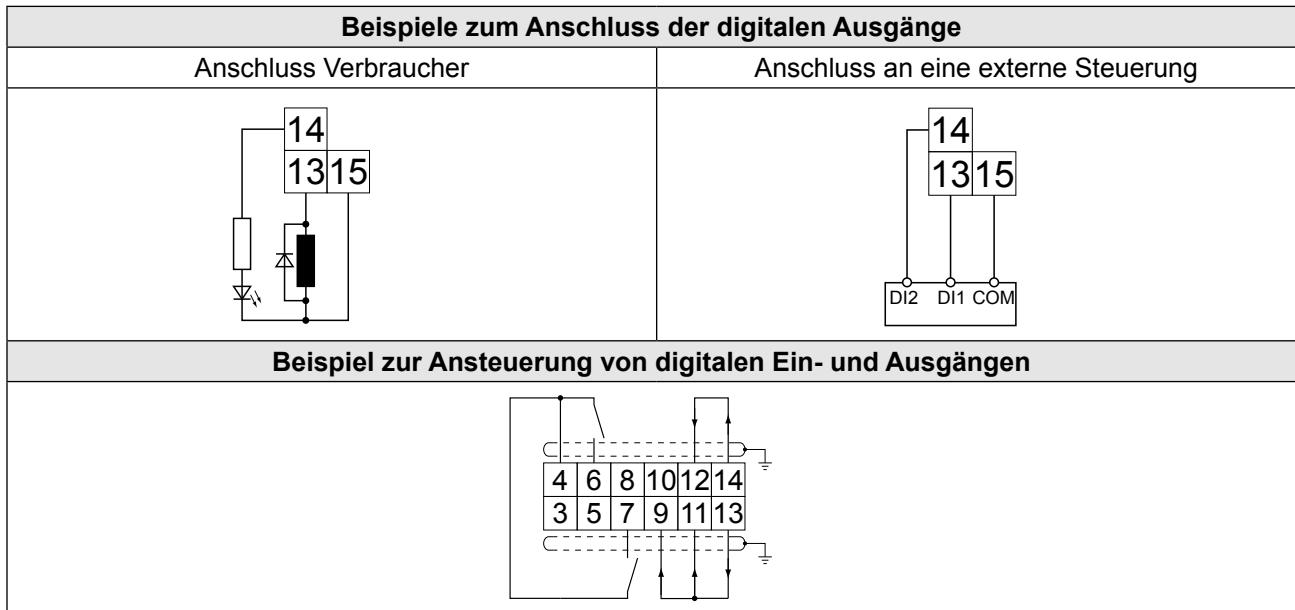 Beispiele zum Anschluss der digitalen Ausgänge
Anschluss Verbraucher
Anschluss an eine externe Steuerung
14
13 15
14
13 15
DI2 DI1 COM
Beispiel zur Ansteuerung von digitalen Ein- und Ausgängen
4 6 8 10 12 14
3 5 7 9 11 13